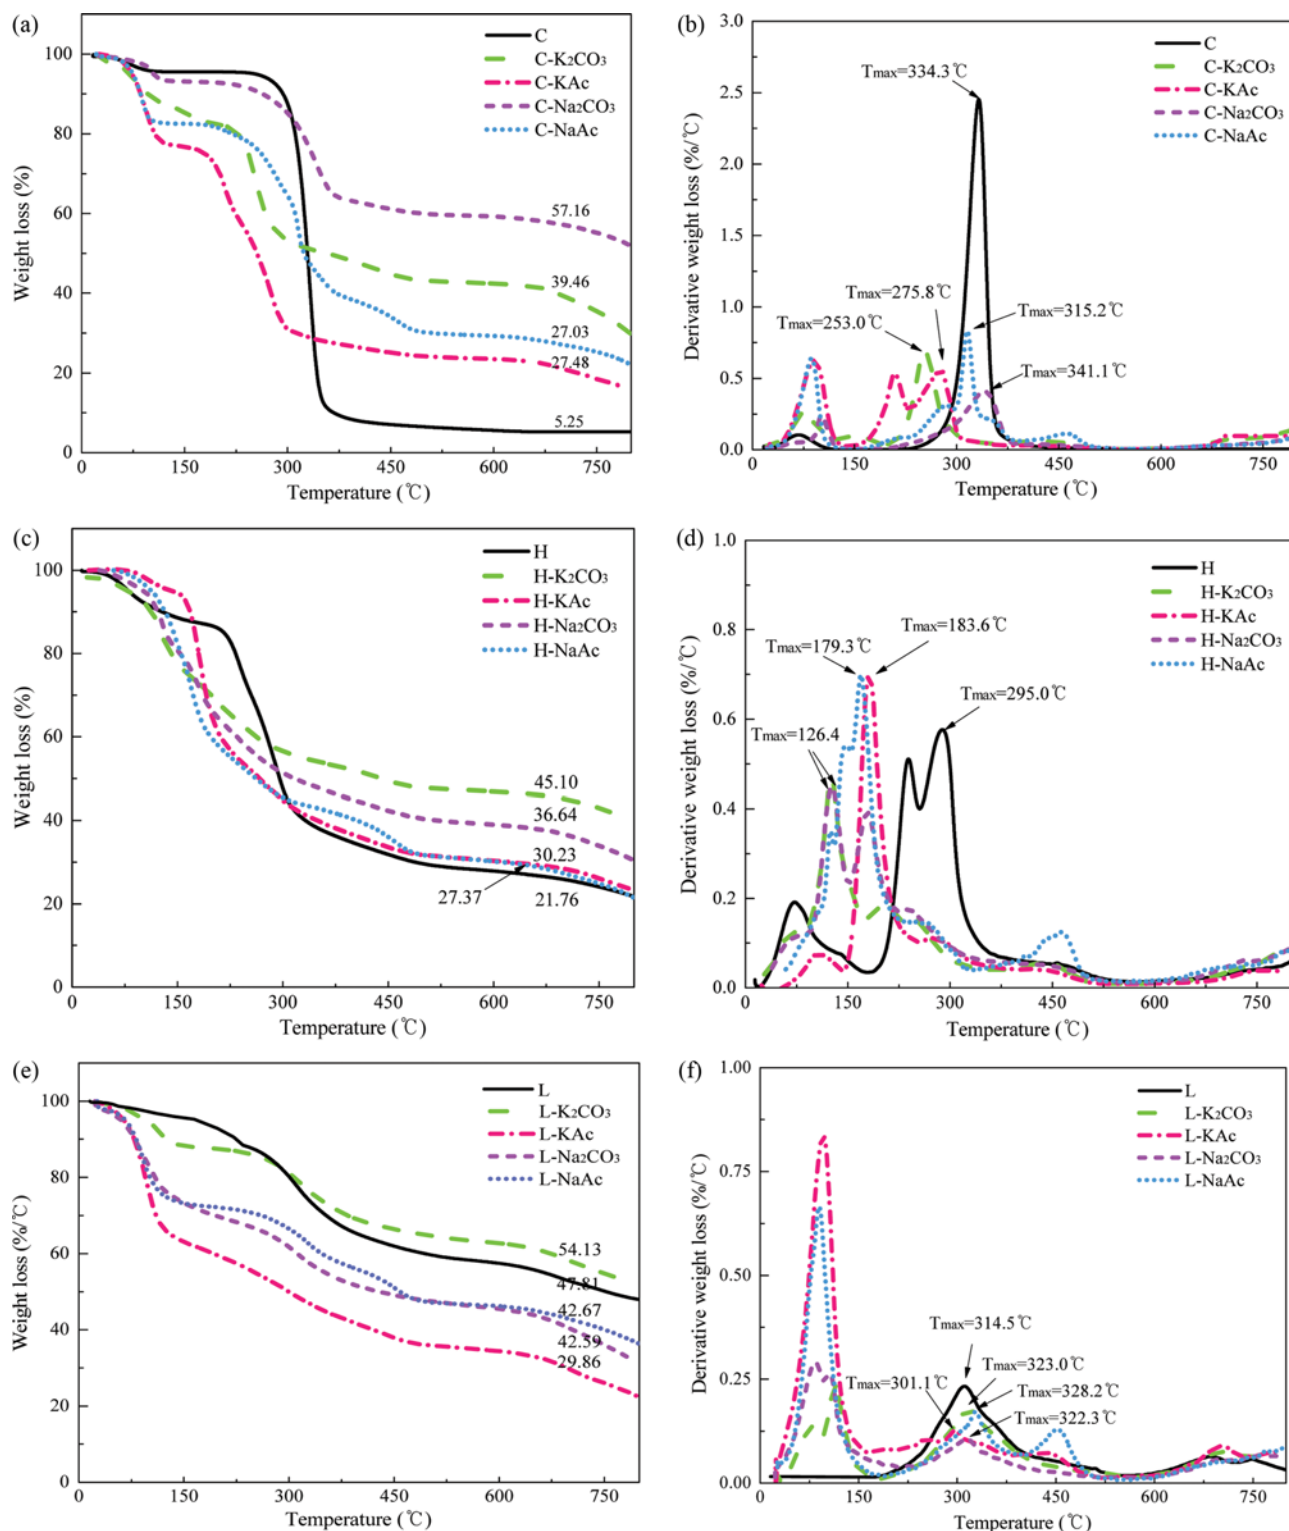 (a)
C
C-K2CO3
C-KAc
C-Na2CO3
C-NaAc
57.16
39.46
27.03
27.48
5.25
100
80
60
40
20
0
0 150 300 450 600 750
Weight loss (%)
Temperature (℃)
(b)
C
C-K2CO3
C-KAc
C-Na2CO3
C-NaAc
Tmax=334.3℃
Tmax=275.8℃
Tmax=253.0℃
Tmax=315.2℃
Tmax=341.1℃
3.0
2.5
2.0
1.5
1.0
0.5
0.0
0 150 300 450 600 750
Derivative weight loss (%/℃)
Temperature (℃)
(c)
H
H-K2CO3
H-KAc
H-Na2CO3
H-NaAc
45.10
36.64
30.23
27.37
21.76
100
80
60
40
20
0
0 150 300 450 600 750
Weight loss (%)
Temperature (℃)
(d)
H
H-K2CO3
H-KAc
H-Na2CO3
H-NaAc
Tmax=183.6℃
Tmax=179.3℃
Tmax=295.0℃
Tmax=126.4
1.0
0.8
0.6
0.4
0.2
0.0
0 150 300 450 600 750
Derivative weight loss (%/℃)
Temperature (℃)
(e)
L
L-K2CO3
L-KAc
L-Na2CO3
L-NaAc
54.13
47.81
42.67
42.59
29.86
100
80
60
40
20
0
0 150 300 450 600 750
Weight loss (%/℃)
Temperature (℃)
(f)
L
L-K2CO3
L-KAc
L-Na2CO3
L-NaAc
Tmax=314.5℃
Tmax=323.0℃
Tmax=301.1℃
Tmax=328.2℃
Tmax=322.3℃
1.00
0.75
0.50
0.25
0.00
0 150 300 450 600 750
Derivative weight loss (%/℃)
Temperature (℃)